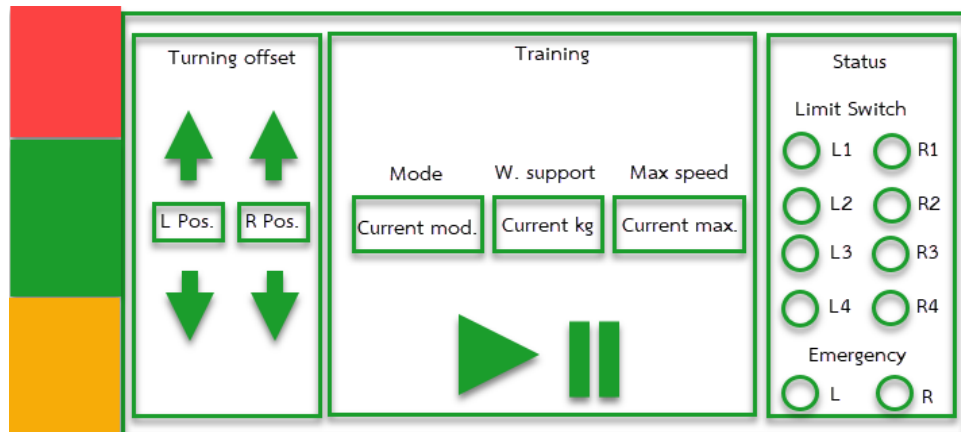 Turning offset
L Pos.
R Pos.
Training
Mode
W. support
Max speed
Current mod.
Current kg
Current max.
Status
Limit Switch
L1
R1
L2
R2
L3
R3
L4
R4
Emergency
L
R